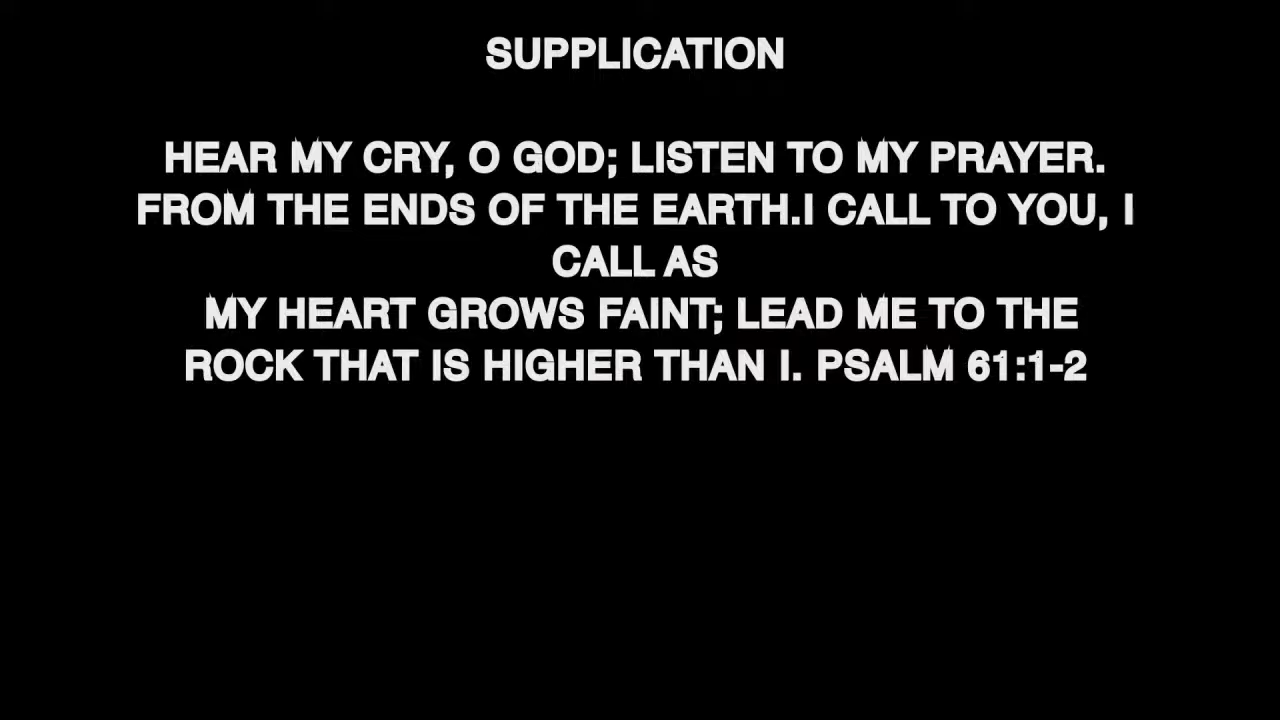 SUPPLICATION
HEAR MY CRY, O GOD; LISTEN TO MY PRAYER.
FROM THE ENDS OF THE EARTH.I CALL TO YOU, I
CALL AS
MY HEART GROWS FAINT; LEAD ME TO THE
ROCK THAT IS HIGHER THAN I. PSALM 61:1-2